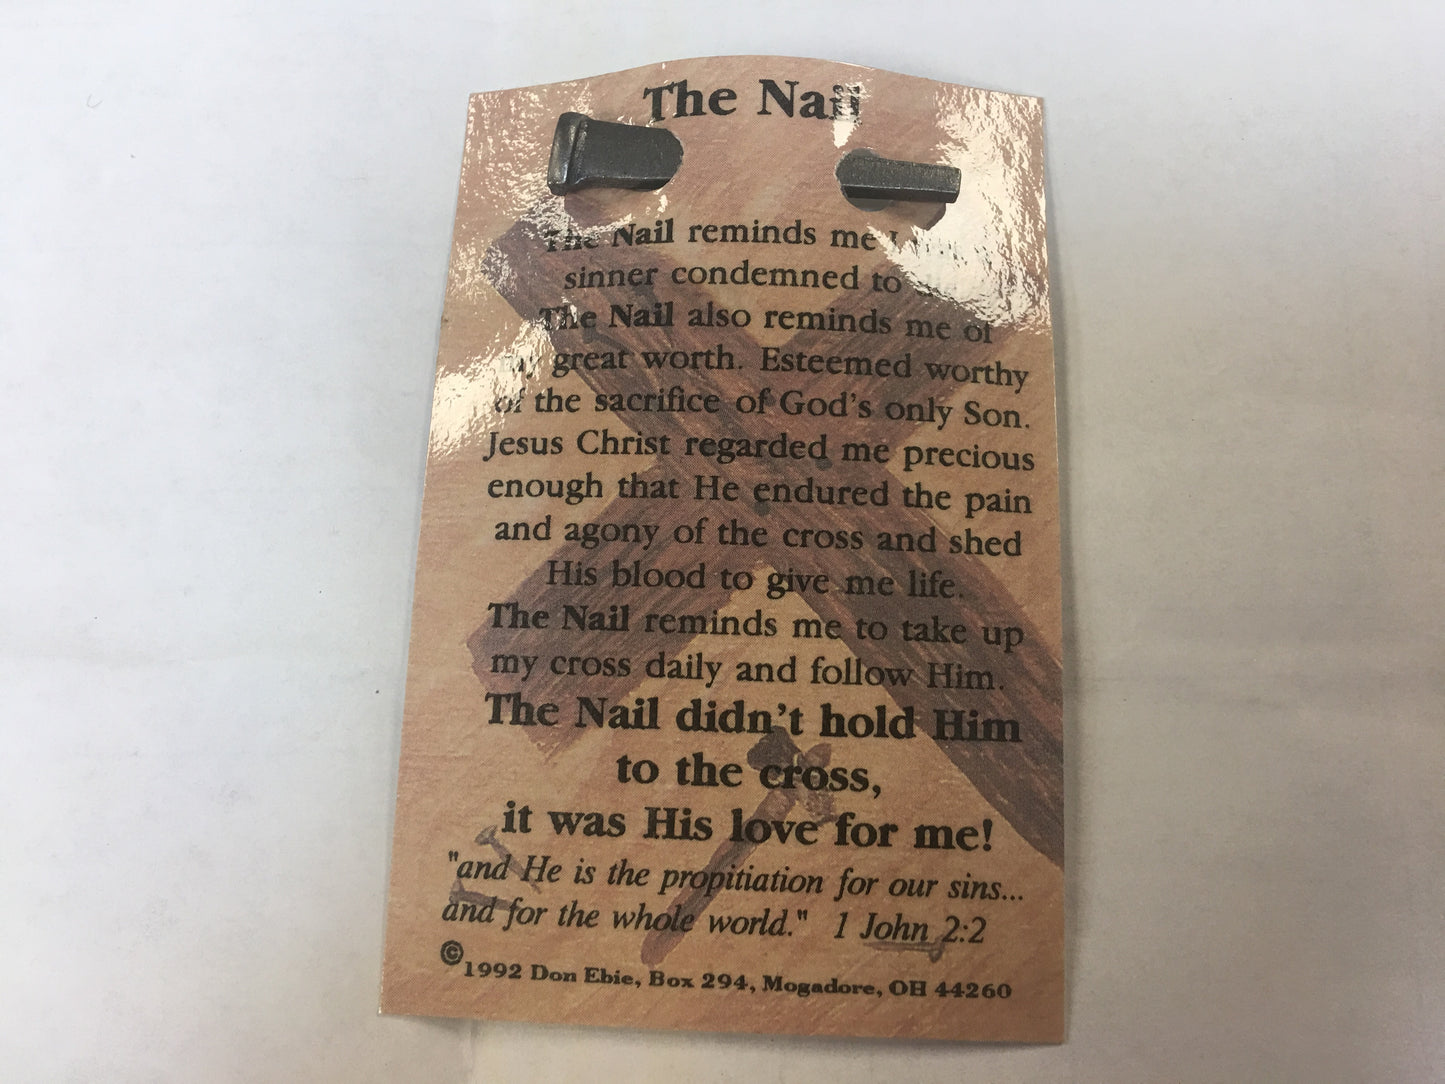 The Nail
The Nail reminds me
sinner condemned to
The Nail also reminds me of
my great worth. Esteemed worthy
of the sacrifice of God's only Son.
Jesus Christ regarded me precious
enough that He endured the pain
and agony of the cross and shed
His blood to give me life.
The Nail reminds me to take up
my cross daily and follow Him.
The Nail didn't hold Him
to the cross,
it was His love for me!
"and He is the propitiation for our sins...
and for the whole world." 1 John 2:2
©1992 Don Ebie, Box 294, Mogadore, OH 44260